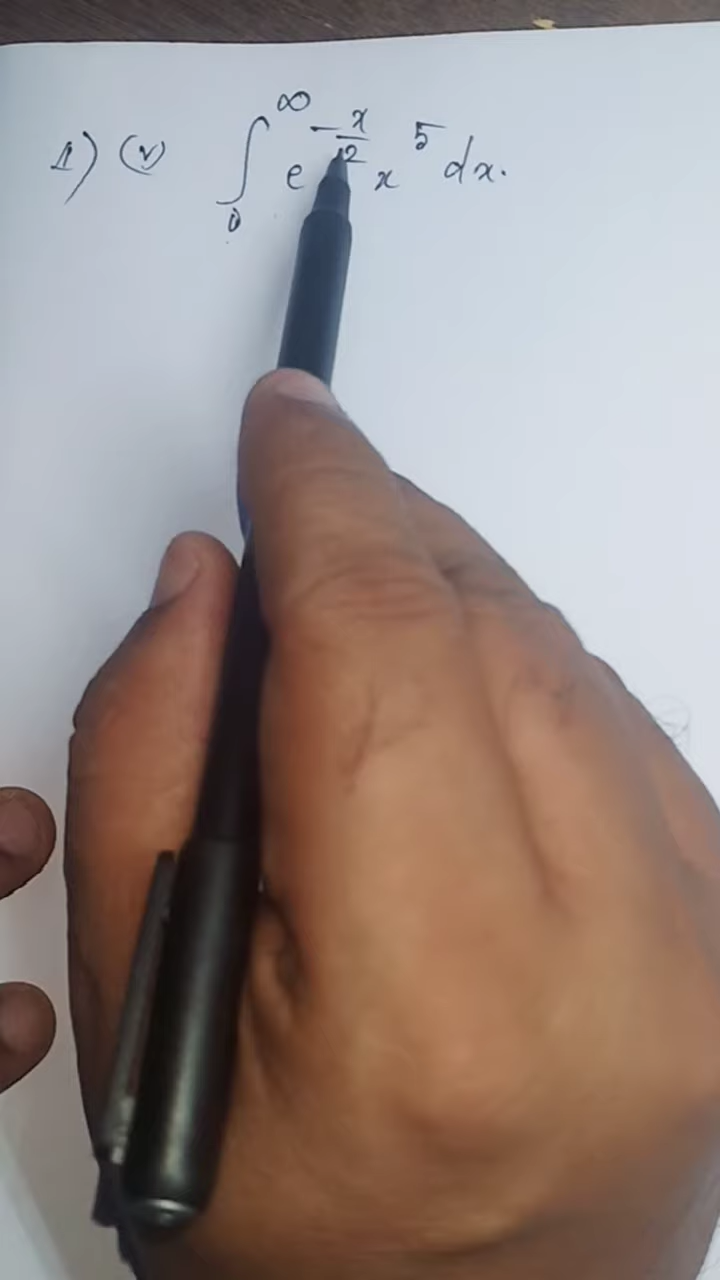 1) (v) ∫₀^∞ e^(-x/2) x^5 dx.